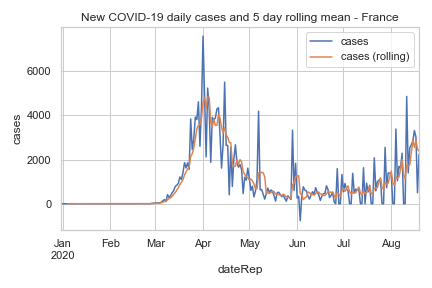 New COVID-19 daily cases and 5 day rolling mean - France
cases
cases (rolling)
cases
6000
4000
2000
0
Jan Feb Mar Apr May Jun Jul Aug
2020
dateRep